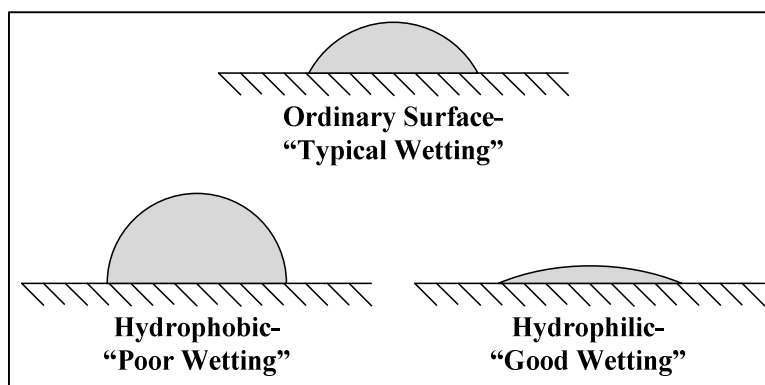 Ordinary Surface-
“Typical Wetting”
Hydrophobic-
“Poor Wetting”
Hydrophilic-
“Good Wetting”